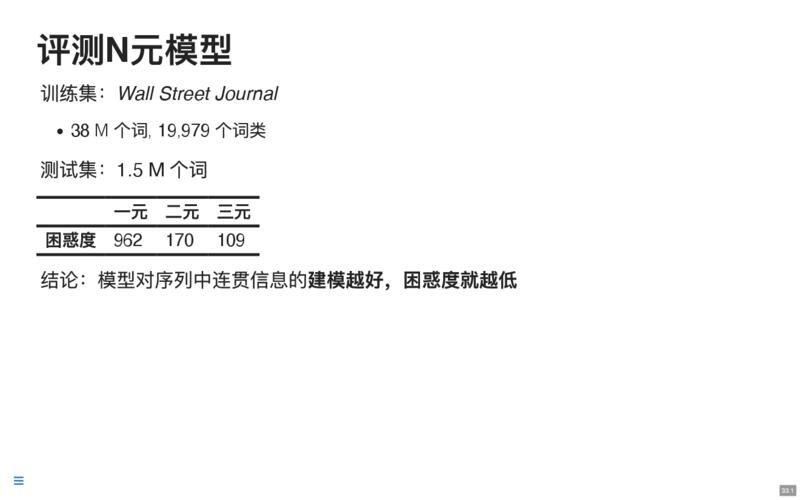 评测N元模型
训练集：Wall Street Journal
• 38 M 个词, 19,979 个词类
测试集：1.5 M 个词
一元 二元 三元
困惑度 962 170 109
结论：模型对序列中连贯信息的建模越好，困惑度就越低
33.1